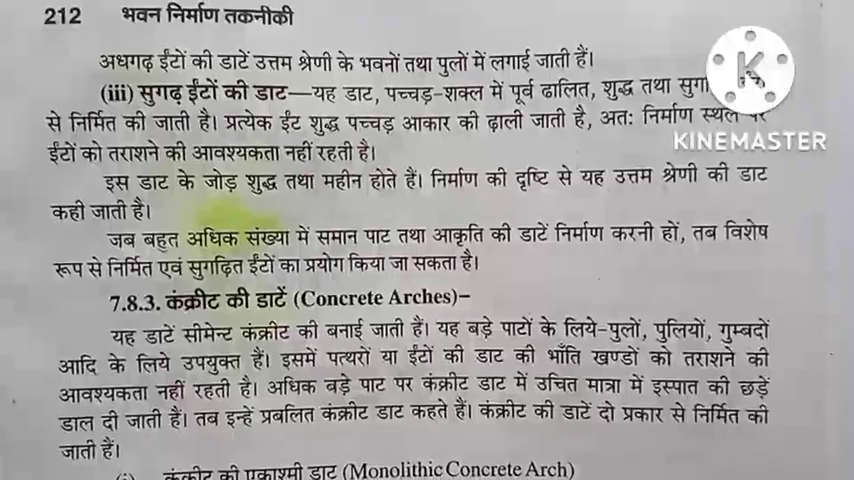 212 भवन निर्माण तकनीकी
अधगढ़ ईंटों की डाटें उत्तम श्रेणी के भवनों तथा पुलों में लगाई जाती हैं।
(iii) सुगढ़ ईंटों की डाट—यह डाट, पच्चड़-शक्ल में पूर्व ढालित, शुद्ध तथा
से निर्मित की जाती है। प्रत्येक ईंट शुद्ध पच्चड़ आकार की ढ़ाली जाती है, अतः निर्माण स्थल पर
ईंटों को तराशने की आवश्यकता नहीं रहती है।
इस डाट के जोड़ शुद्ध तथा महीन होते हैं। निर्माण की दृष्टि से यह उत्तम श्रेणी की डाट
कही जाती है।
जब बहुत अधिक संख्या में समान पाट तथा आकृति की डाटें निर्माण करनी हों, तब विशेष
रूप से निर्मित एवं सुगढ़ित ईंटों का प्रयोग किया जा सकता है।
7.8.3. कंक्रीट की डाटें (Concrete Arches)–
यह डाटें सीमेन्ट कंक्रीट की बनाई जाती हैं। यह बड़े पाटों के लिये-पुलों, पुलियों, गुम्बदों
आदि के लिये उपयुक्त हैं। इसमें पत्थरों या ईंटों की डाट की भाँति खण्डों को तराशने की
आवश्यकता नहीं रहती है। अधिक बड़े पाट पर कंक्रीट डाट में उचित मात्रा में इस्पात की छड़ें
डाल दी जाती हैं। तब इन्हें प्रबलित कंक्रीट डाट कहते हैं। कंक्रीट की डाटें दो प्रकार से निर्मित की
जाती हैं।
(i) कंक्रीट की एकाश्मी डाट (Monolithic Concrete Arch)
K
KINEMASTER